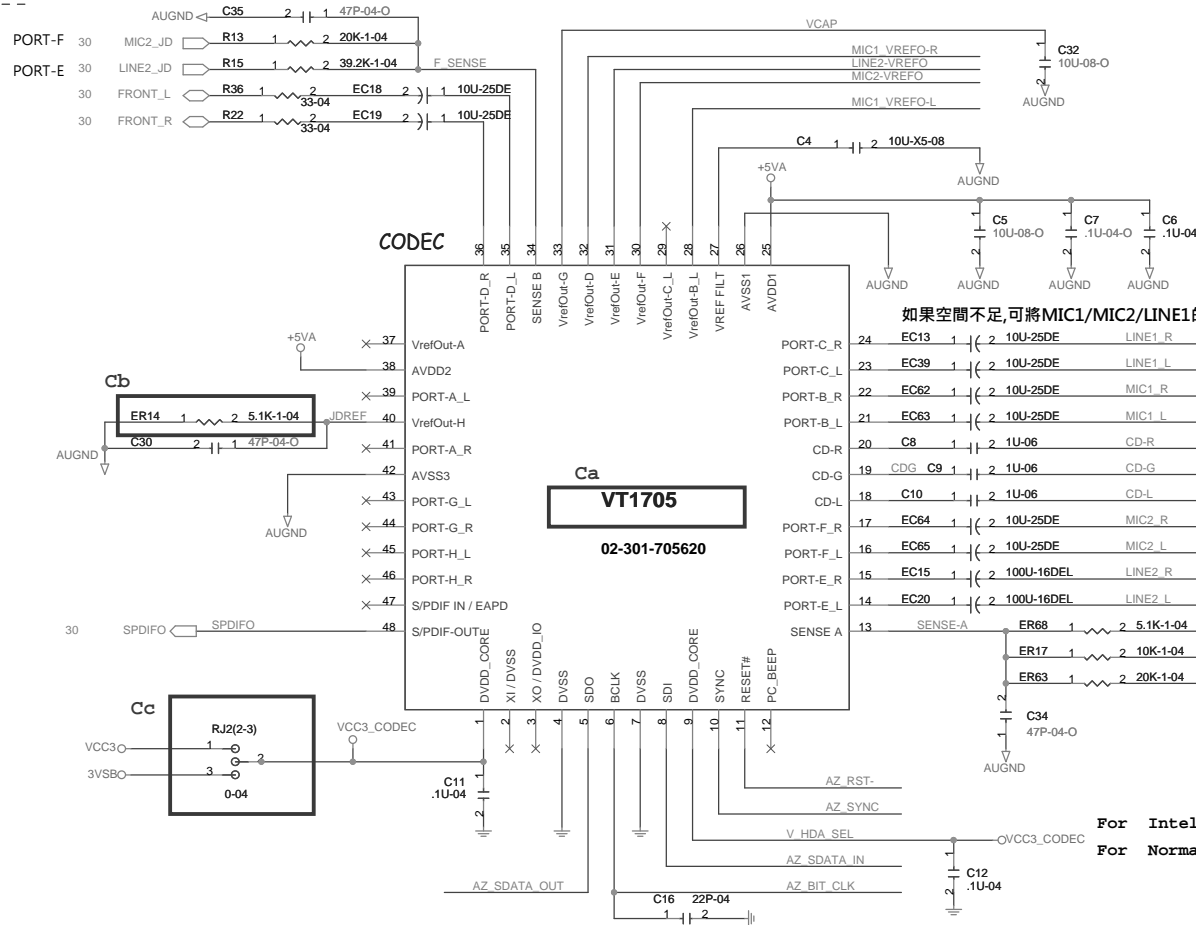 AUGND C35 2 1 47P-04-O
PORT-F 30 MIC2_JD R13 1 2 20K-1-04
PORT-E 30 LINE2_JD R15 1 2 39.2K-1-04 F_SENSE
30 FRONT_L R36 1 2 33-04 EC18 2 1 10U-25DE
30 FRONT_R R22 1 2 33-04 EC19 2 1 10U-25DE
VCAP
MIC1_VREFO-R
LINE2-VREFO
MIC2-VREFO
MIC1_VREFO-L
1 C32
10U-08-O
2
AUGND
C4 1 2 10U-X5-08
AUGND
+5VA
1 C5 10U-08-O 2
1 C7 .1U-04-O 2
1 C6 .1U-04 2
AUGND
AUGND
AUGND
AUGND
CODEC
36 35 34 33 32 31 30 29 28 27 26 25
PORT-D_R
PORT-D_L
SENSE B
VrefOut-G
VrefOut-D
VrefOut-E
VrefOut-F
VrefOut-C_L
VrefOut-B_L
VREF FILT
AVSS1
AVDD1
如果空間不足,可將MIC1/MIC2/LINE1
+5VA
37 VrefOut-A
38 AVDD2
39 PORT-A_L
40 VrefOut-H
41 PORT-A_R
42 AVSS3
43 PORT-G_L
44 PORT-G_R
45 PORT-H_L
46 PORT-H_R
47 S/PDIF IN / EAPD
48 S/PDIF-OUT
Cb
ER14 1 2 5.1K-1-04 JDREF
C30 2 1 47P-04-O
AUGND
AUGND
30 SPDIFO SPDIFO
Ca
VT1705
02-301-705620
PORT-C_R 24 EC13 1 2 10U-25DE LINE1_R
PORT-C_L 23 EC39 1 2 10U-25DE LINE1_L
PORT-B_R 22 EC62 1 2 10U-25DE MIC1_R
PORT-B_L 21 EC63 1 2 10U-25DE MIC1_L
CD-R 20 C8 1 2 1U-06 CD-R
CD-G 19 CDG C9 1 2 1U-06 CD-G
CD-L 18 C10 1 2 1U-06 CD-L
PORT-F_R 17 EC64 1 2 10U-25DE MIC2_R
PORT-F_L 16 EC65 1 2 10U-25DE MIC2_L
PORT-E_R 15 EC15 1 2 100U-16DEL LINE2_R
PORT-E_L 14 EC20 1 2 100U-16DEL LINE2_L
SENSE A 13 SENSE-A ER68 1 2 5.1K-1-04
ER17 1 2 10K-1-04
ER63 1 2 20K-1-04
2 C34
1 47P-04-O
AUGND
DVDD_CORE
XI / DVSS
XO / DVDD_IO
DVSS
SDO
BCLK
DVSS
SDI
DVDD_CORE
SYNC
RESET#
PC_BEEP
1 2 3 4 5 6 7 8 9 10 11 12
Cc
RJ2(2-3)
VCC3 1
2
3VSB 3
0-04
VCC3_CODEC
C11 1
.1U-04
2
AZ_RST-
AZ_SYNC
V_HDA_SEL VCC3_CODEC
AZ_SDATA_IN
AZ_SDATA_OUT
AZ_BIT_CLK
C16 22P-04
1 2
1 C12
.1U-04
2
For Intel
For Norma